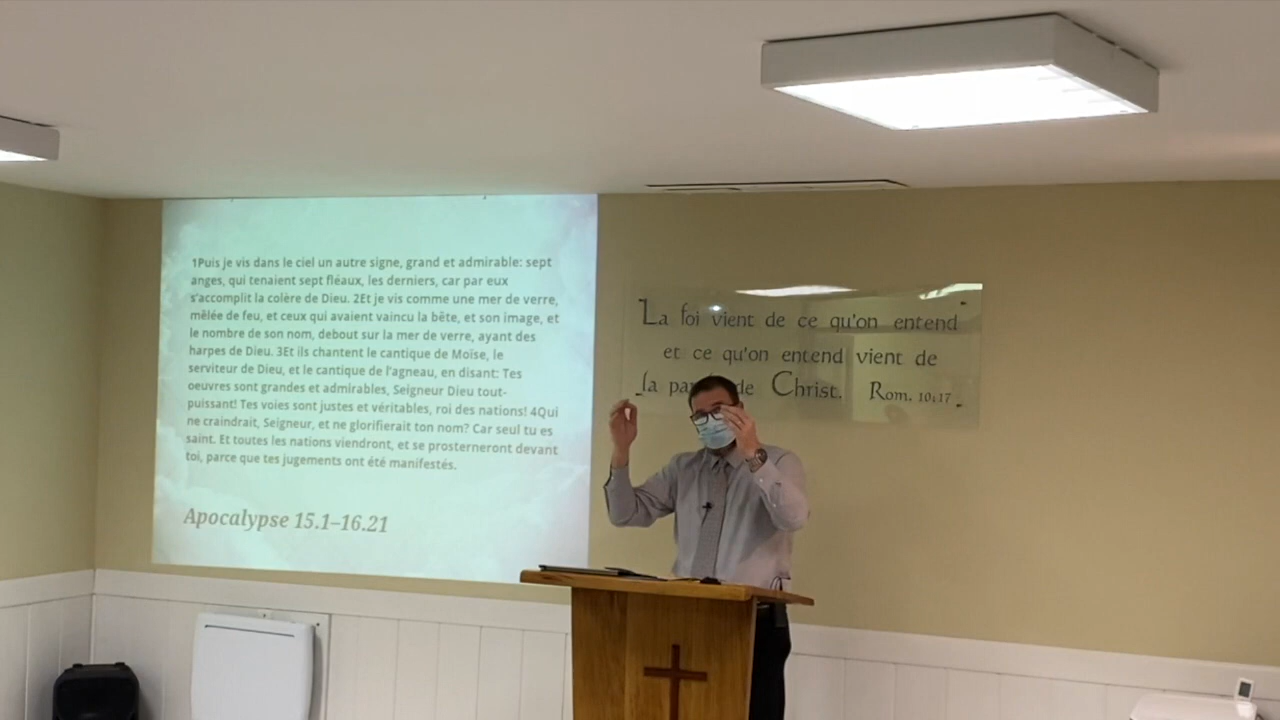 1Puis je vis dans le ciel un autre signe, grand et admirable: sept
anges, qui tenaient sept fléaux, les derniers, car par eux
s'accomplit la colère de Dieu. 2Et je vis comme une mer de verre,
mêlée de feu, et ceux qui avaient vaincu la bête, et son image, et
le nombre de son nom, debout sur la mer de verre, ayant des
harpes de Dieu. 3Et ils chantent le cantique de Moïse, le
serviteur de Dieu, et le cantique de l'agneau, en disant: Tes
oeuvres sont grandes et admirables, Seigneur Dieu tout-
puissant! Tes voies sont justes et véritables, roi des nations! 4Qui
ne craindrait, Seigneur, et ne glorifierait ton nom? Car seul tu es
saint. Et toutes les nations viendront, et se prosterneront devant
toi, parce que tes jugements ont été manifestés.
Apocalypse 15.1–16.21
La foi vient de ce qu'on entend
et ce qu'on entend vient de
la de Christ. Rom. 10:17